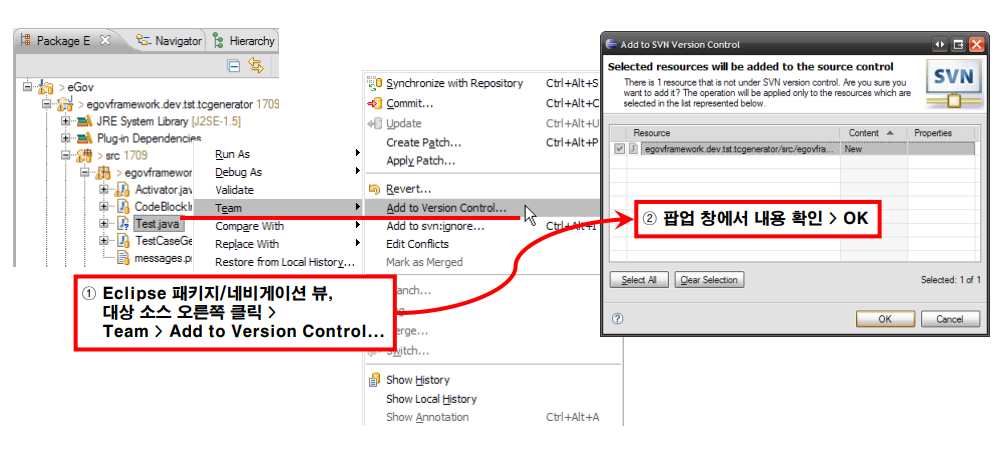 Package E
Navigator
Hierarchy
> eGov
> egovframework.dev.tst.tcgenerator 1709
JRE System Library [J2SE-1.5]
Plug-in Dependencies
> src 1709
> egovframewor
Activator.jav
CodeBlockI
Test.java
TestCaseGe
messages.p
Run As
Debug As
Validate
Team
Compare With
Replace With
Restore from Local History...
Synchronize with Repository Ctrl+Alt+S
Commit... Ctrl+Alt+C
Update Ctrl+Alt+U
Create Patch... Ctrl+Alt+P
Apply Patch...
Revert...
Add to Version Control...
Add to svn:ignore... Ctrl+Alt+I
Edit Conflicts
Mark as Merged
anch...
erge...
Switch...
Show History
Show Local History
Show Annotation Ctrl+Alt+A
① Eclipse 패키지/네비게이션 뷰,
대상 소스 오른쪽 클릭 >
Team > Add to Version Control...
Add to SVN Version Control
Selected resources will be added to the source control
There is 1 resource that is not under SVN version control. Are you sure you
want to add it? The operation will be applied only to the resources which are
selected in the list represented below.
SVN
Resource Content Properties
egovframework.dev.tst.tcgenerator/src/egovfra... New
② 팝업 창에서 내용 확인 > OK
Select All Clear Selection Selected: 1 of 1
OK Cancel